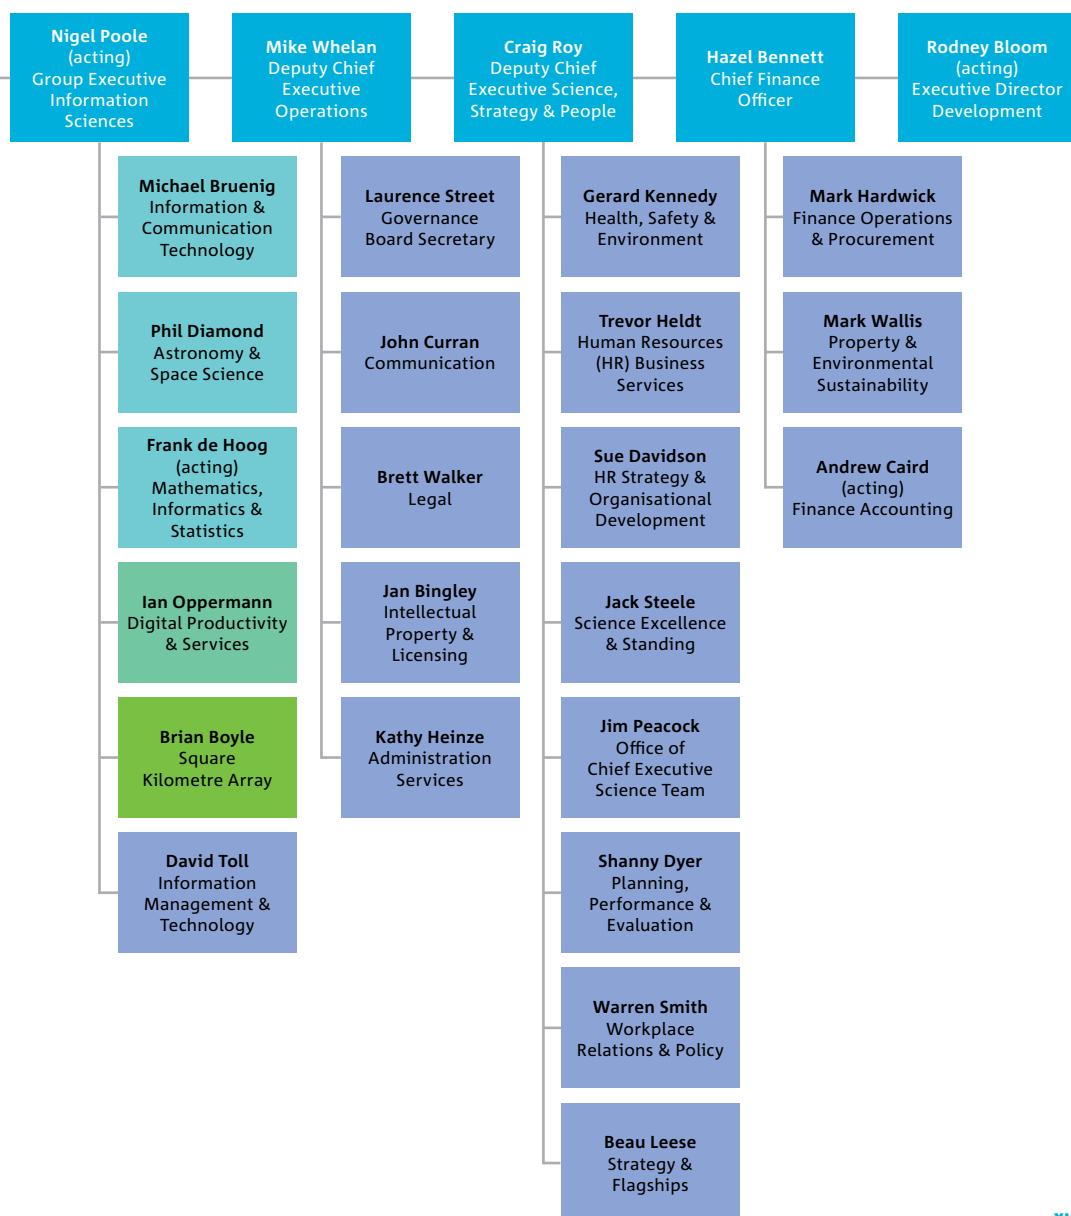 Nigel Poole
(acting)
Group Executive
Information
Sciences
Mike Whelan
Deputy Chief
Executive
Operations
Craig Roy
Deputy Chief
Executive Science,
Strategy & People
Hazel Bennett
Chief Finance
Officer
Rodney Bloom
(acting)
Executive Director
Development
Michael Bruenig
Information &
Communication
Technology
Phil Diamond
Astronomy &
Space Science
Frank de Hoog
(acting)
Mathematics,
Informatics &
Statistics
Ian Oppermann
Digital Productivity
& Services
Brian Boyle
Square
Kilometre Array
David Toll
Information
Management &
Technology
Laurence Street
Governance
Board Secretary
John Curran
Communication
Brett Walker
Legal
Jan Bingley
Intellectual
Property &
Licensing
Kathy Heinze
Administration
Services
Gerard Kennedy
Health, Safety &
Environment
Trevor Heldt
Human Resources
(HR) Business
Services
Sue Davidson
HR Strategy &
Organisational
Development
Jack Steele
Science Excellence
& Standing
Jim Peacock
Office of
Chief Executive
Science Team
Shanny Dyer
Planning,
Performance &
Evaluation
Warren Smith
Workplace
Relations & Policy
Beau Leese
Strategy &
Flagships
Mark Hardwick
Finance Operations
& Procurement
Mark Wallis
Property &
Environmental
Sustainability
Andrew Caird
(acting)
Finance Accounting